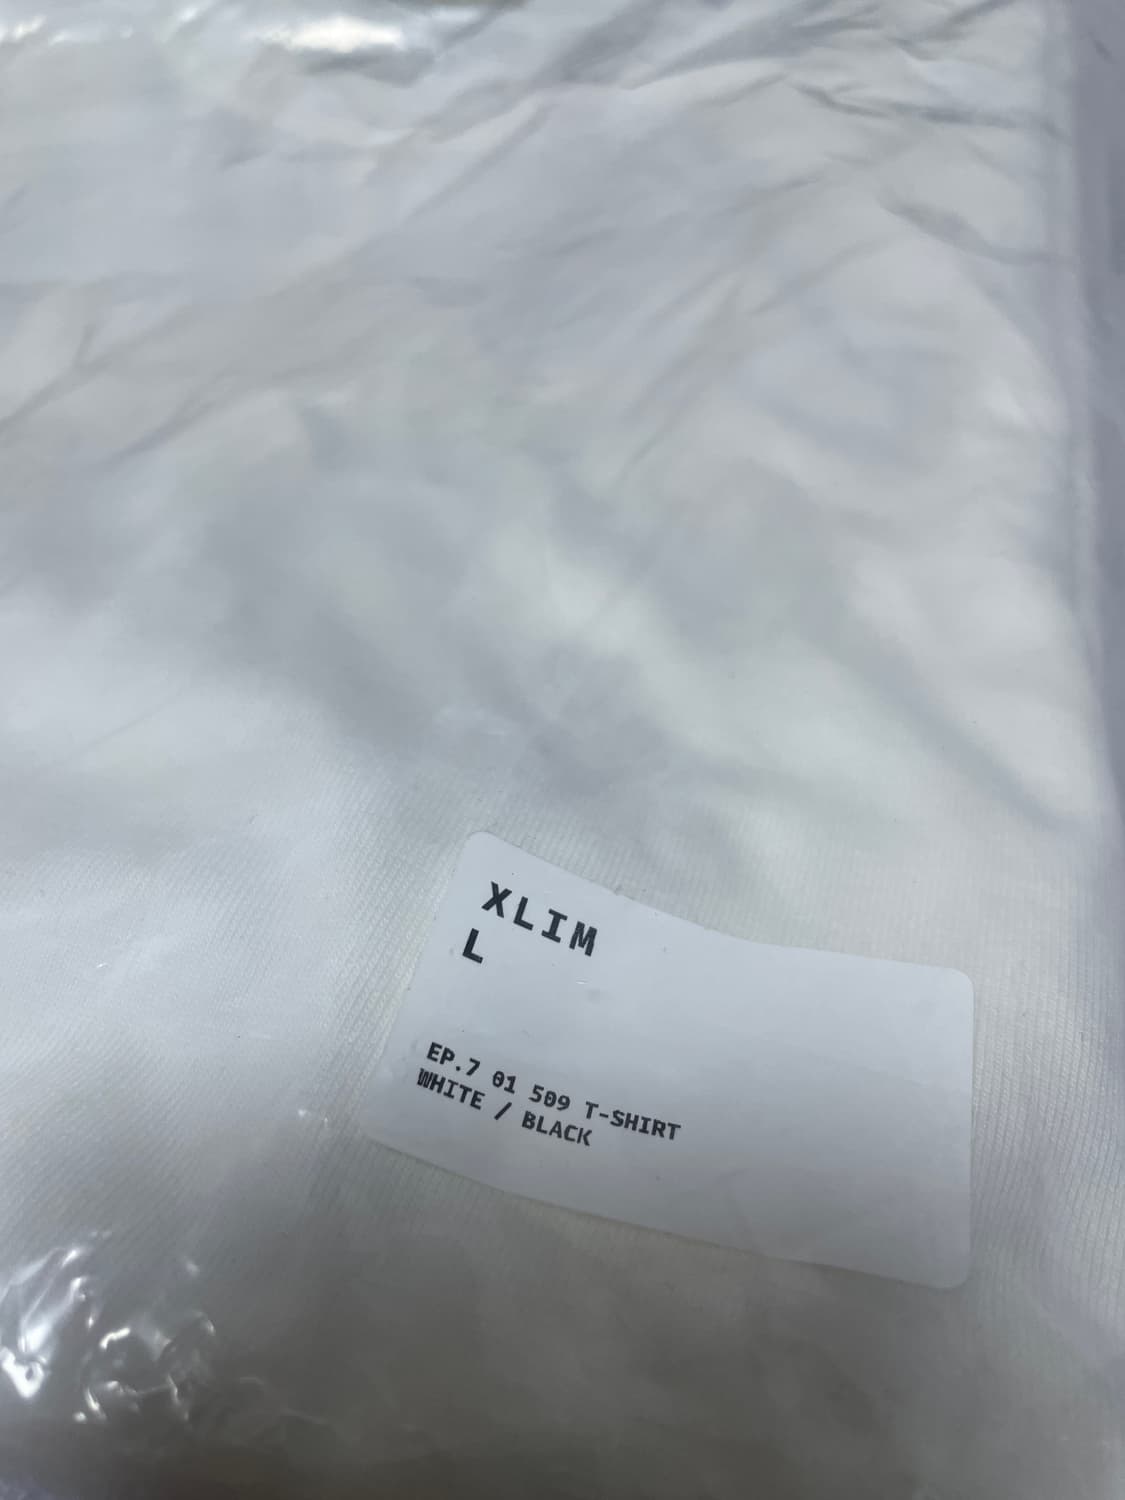 XLIM
L
EP.7 01 509 T-SHIRT
WHITE / BLACK